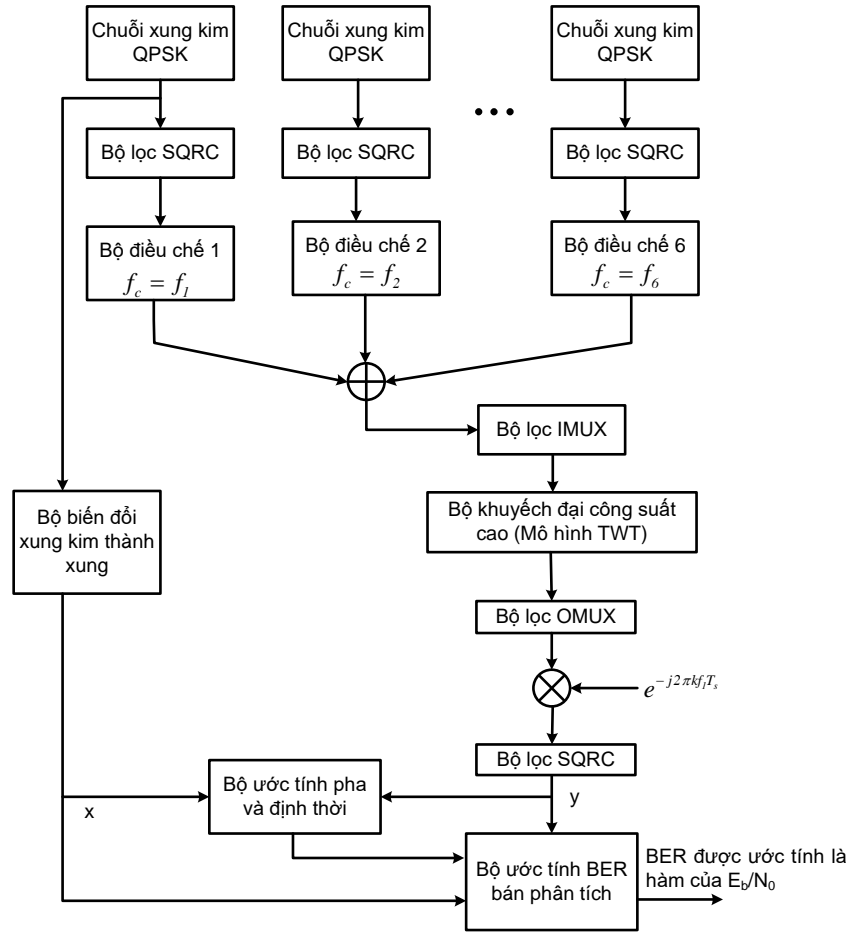 Chuỗi xung kim
QPSK
Chuỗi xung kim
QPSK
Chuỗi xung kim
QPSK
Bộ lọc SQRC
Bộ lọc SQRC
Bộ lọc SQRC
Bộ điều chế 1
f_c = f_1
Bộ điều chế 2
f_c = f_2
Bộ điều chế 6
f_c = f_6
Bộ lọc IMUX
Bộ khuyếch đại công suất
cao (Mô hình TWT)
Bộ biến đổi
xung kim thành
xung
Bộ lọc OMUX
e^{-j2πkf_1T_s}
Bộ lọc SQRC
Bộ ước tính pha
và định thời
x
y
Bộ ước tính BER
bán phân tích
BER được ước tính là
hàm của E_b/N_0